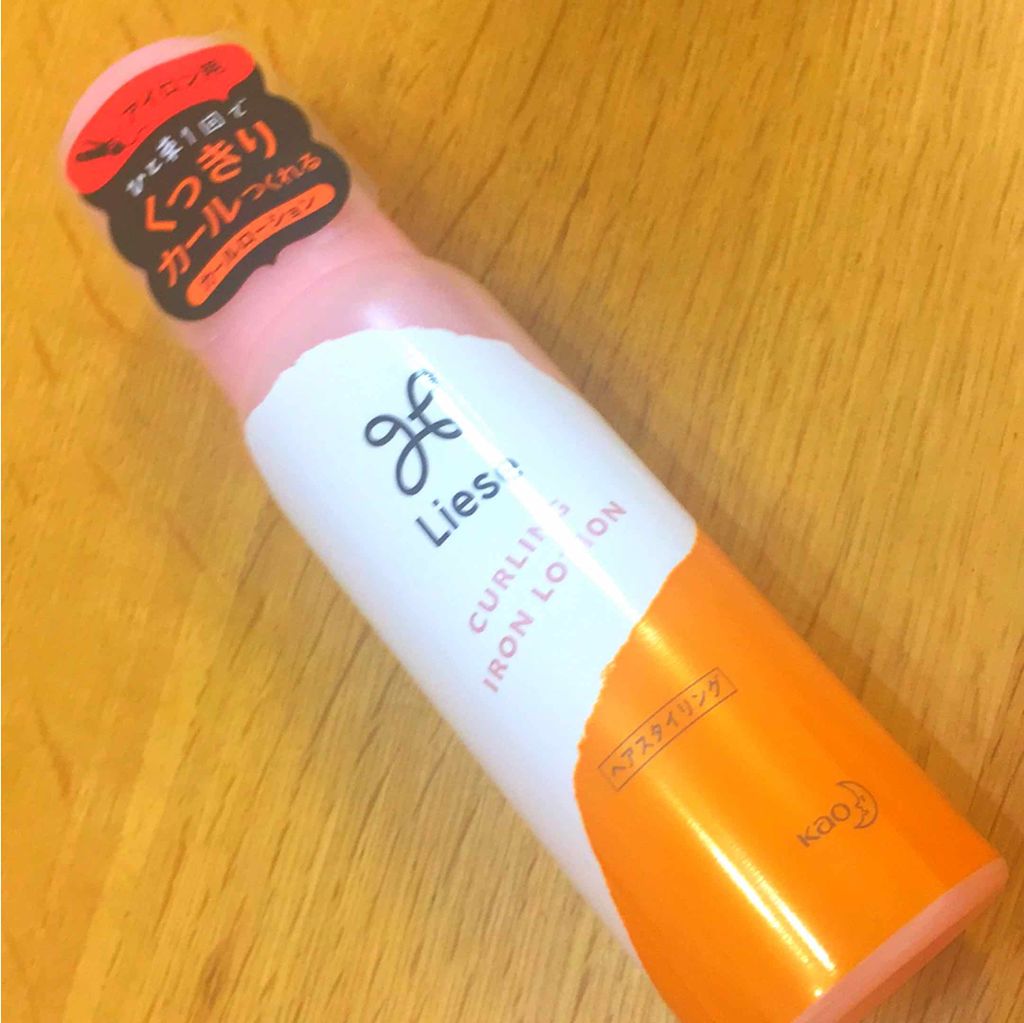 アイロン用
ひと巻1回で
くっきり
カールつくれる
カールローション
Liese
CURLING
IRON LOTION
ヘアスタイリング
Kao